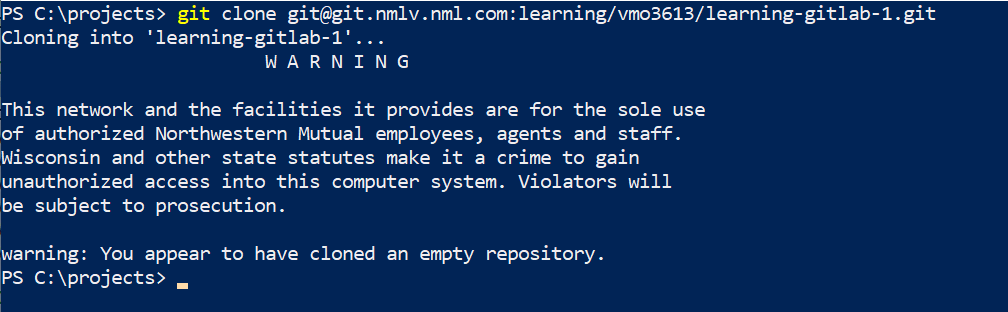 PS C:\projects> git clone git@git.nmlv.nml.com:learning/vmo3613/learning-gitlab-1.git
Cloning into 'learning-gitlab-1'...
W A R N I N G
This network and the facilities it provides are for the sole use
of authorized Northwestern Mutual employees, agents and staff.
Wisconsin and other state statutes make it a crime to gain
unauthorized access into this computer system. Violators will
be subject to prosecution.
warning: You appear to have cloned an empty repository.
PS C:\projects>